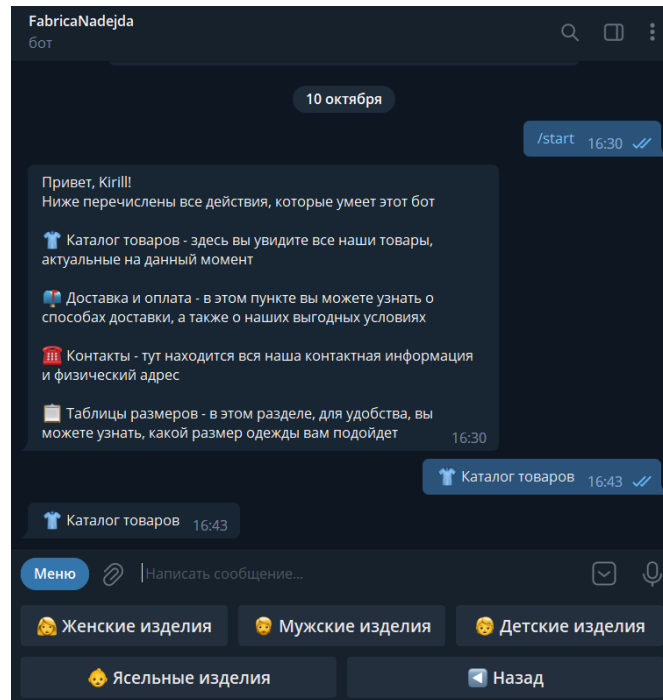 FabricaNadejda
бот
10 октября
/start 16:30
Привет, Kirill!
Ниже перечислены все действия, которые умеет этот бот
👕 Каталог товаров - здесь вы увидите все наши товары,
актуальные на данный момент
📬 Доставка и оплата - в этом пункте вы можете узнать о
способах доставки, а также о наших выгодных условиях
☎️ Контакты - тут находится вся наша контактная информация
и физический адрес
📋 Таблицы размеров - в этом разделе, для удобства, вы
можете узнать, какой размер одежды вам подойдет 16:30
👕 Каталог товаров 16:43
👕 Каталог товаров 16:43
Меню Написать сообщение...
👩 Женские изделия 👨 Мужские изделия 🧒 Детские изделия
👶 Ясельные изделия ◀️ Назад